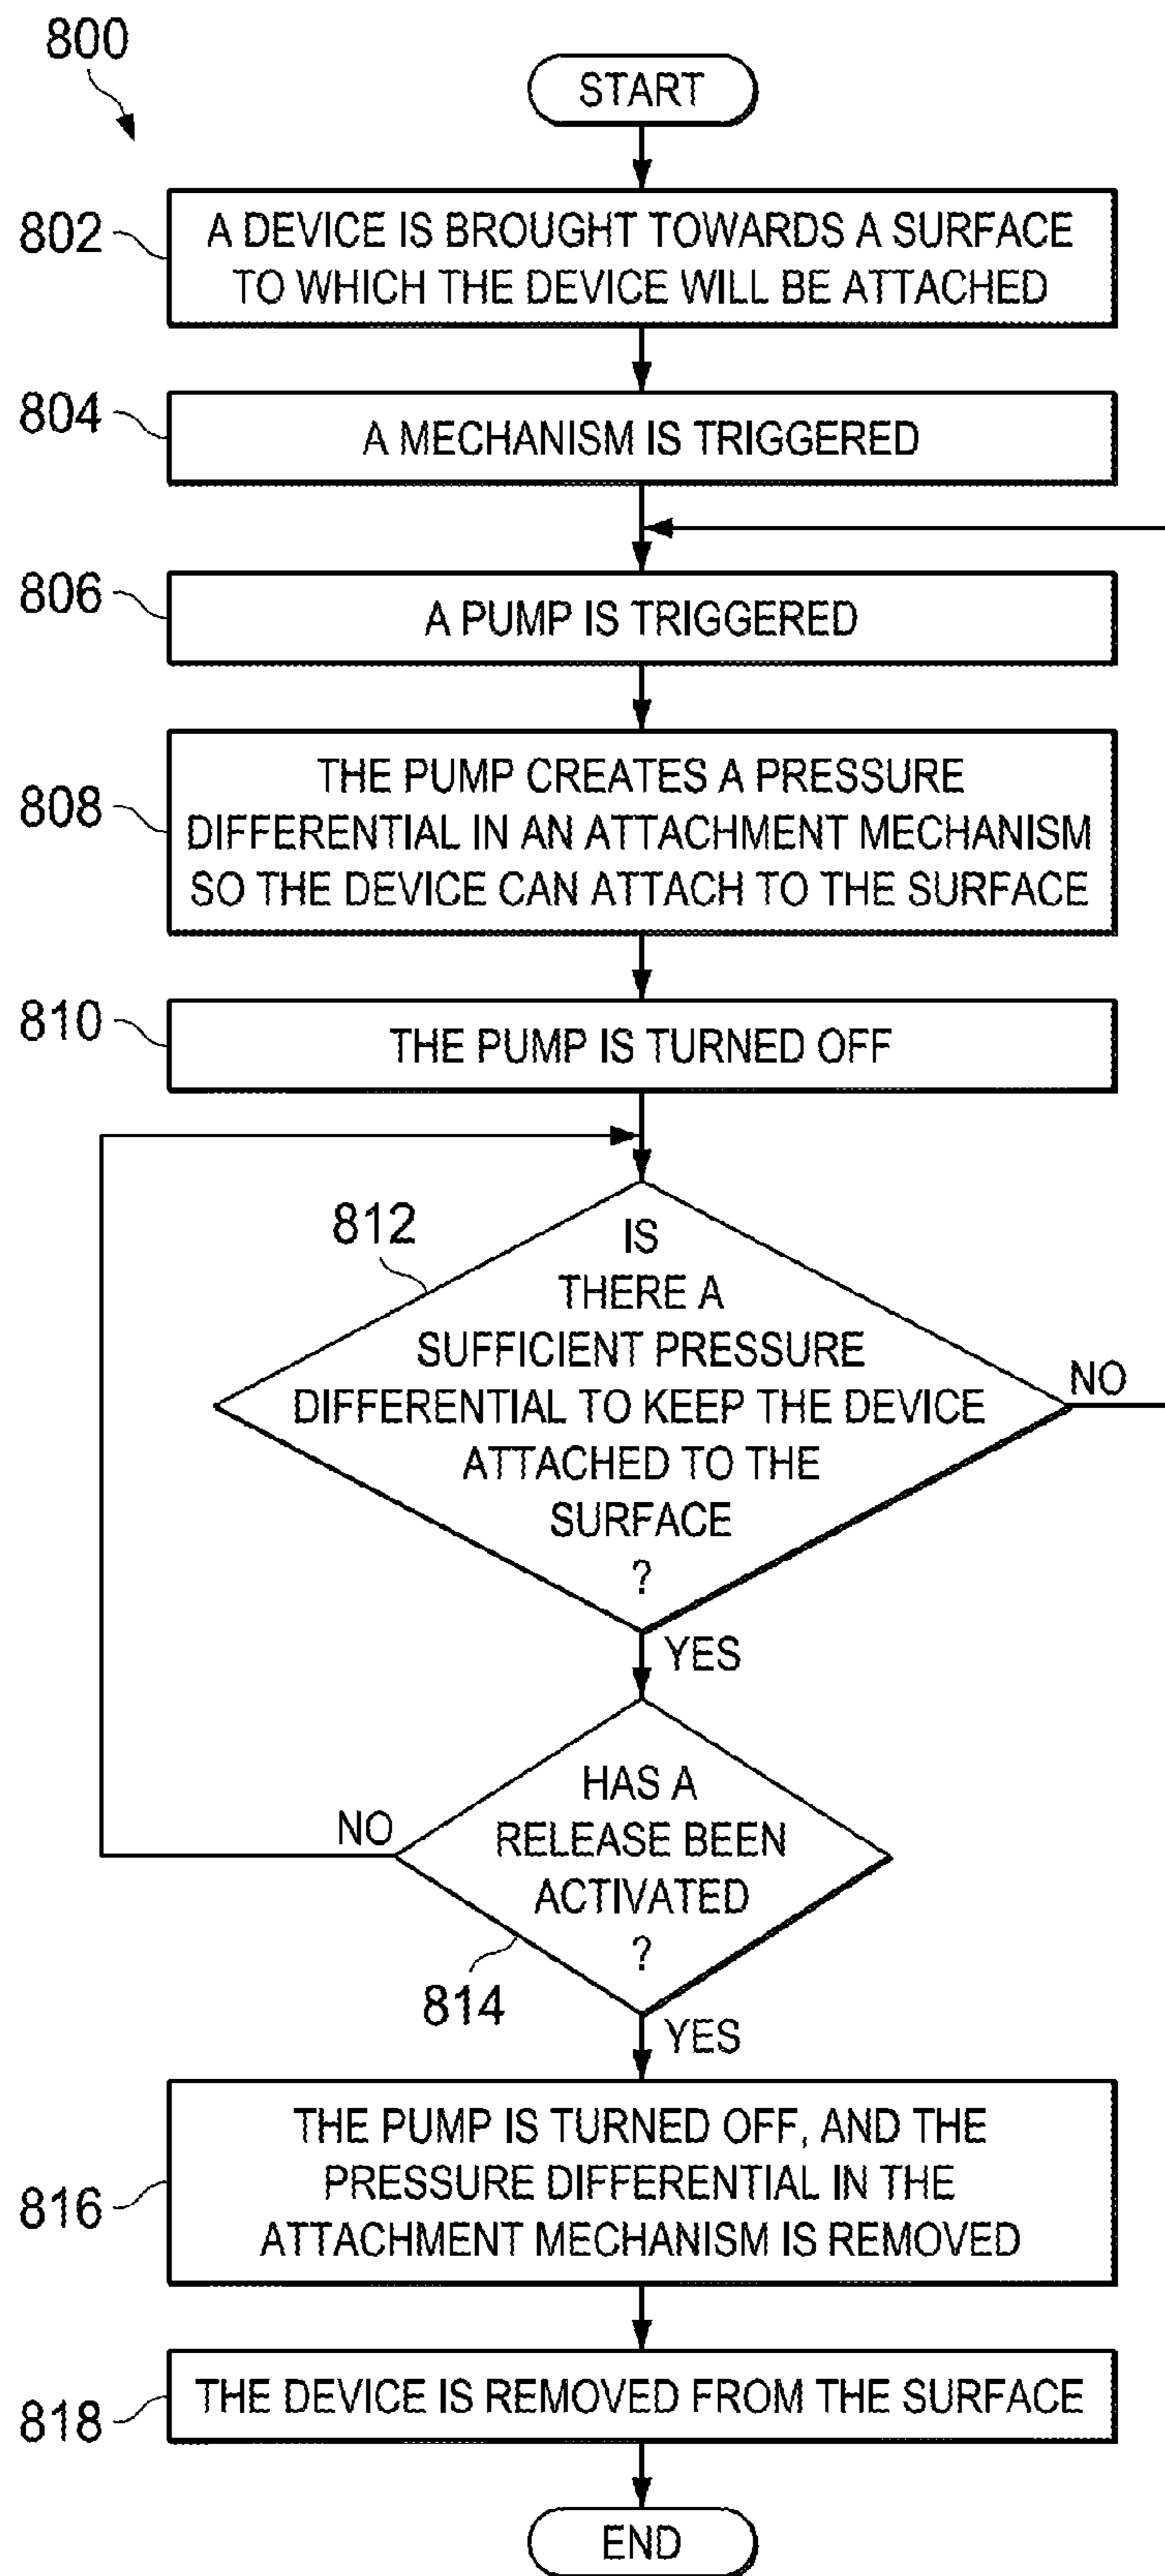 800
START
802
A DEVICE IS BROUGHT TOWARDS A SURFACE
TO WHICH THE DEVICE WILL BE ATTACHED
804
A MECHANISM IS TRIGGERED
806
A PUMP IS TRIGGERED
808
THE PUMP CREATES A PRESSURE
DIFFERENTIAL IN AN ATTACHMENT MECHANISM
SO THE DEVICE CAN ATTACH TO THE SURFACE
810
THE PUMP IS TURNED OFF
812
IS
THERE A
SUFFICIENT PRESSURE
DIFFERENTIAL TO KEEP THE DEVICE
ATTACHED TO THE
SURFACE
?
NO
YES
HAS A
RELEASE BEEN
ACTIVATED
?
NO
814
YES
816
THE PUMP IS TURNED OFF, AND THE
PRESSURE DIFFERENTIAL IN THE
ATTACHMENT MECHANISM IS REMOVED
818
THE DEVICE IS REMOVED FROM THE SURFACE
END